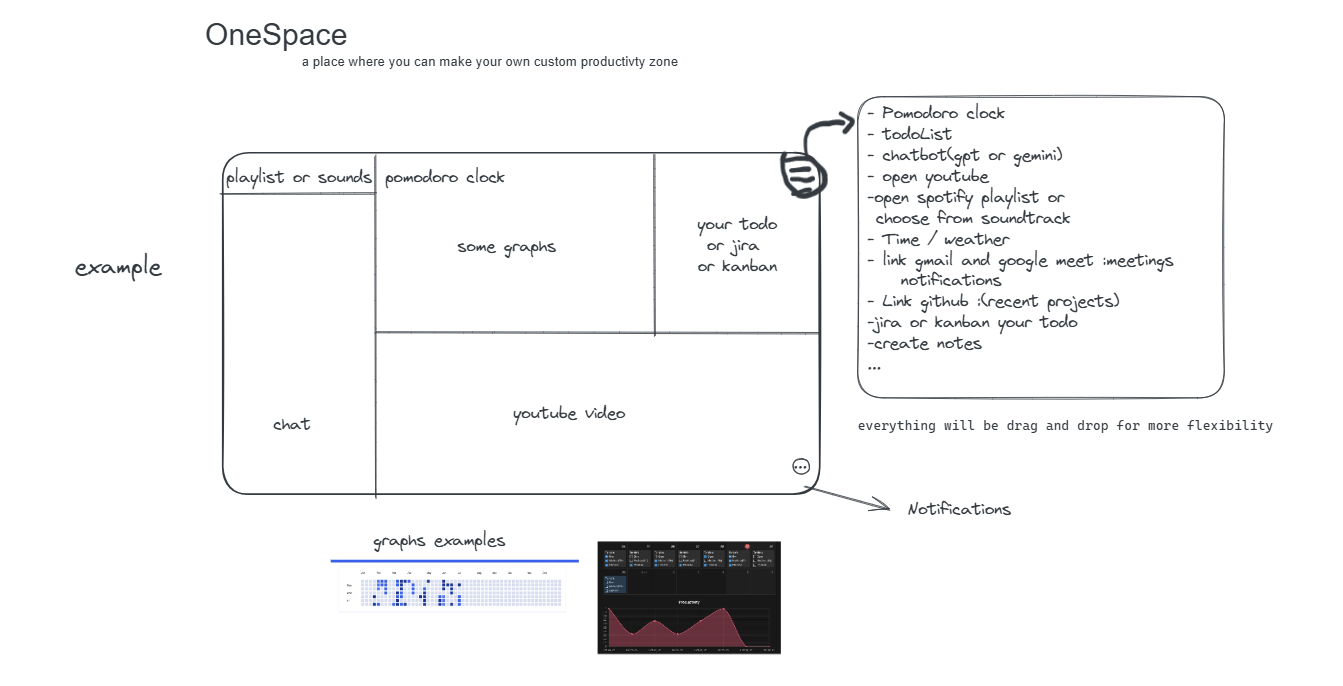 OneSpace
a place where you can make your own custom productivty zone
- Pomodoro clock
- todoList
- chatbot(gpt or gemini)
- open youtube
-open spotify playlist or
choose from soundtrack
- Time / weather
- link gmail and google meet :meetings
notifications
- Link github :(recent projects)
-jira or kanban your todo
-create notes
...
everything will be drag and drop for more flexibility
example
playlist or sounds
pomodoro clock
some graphs
your todo
or jira
or kanban
chat
youtube video
Notifications
graphs examples
Productivity